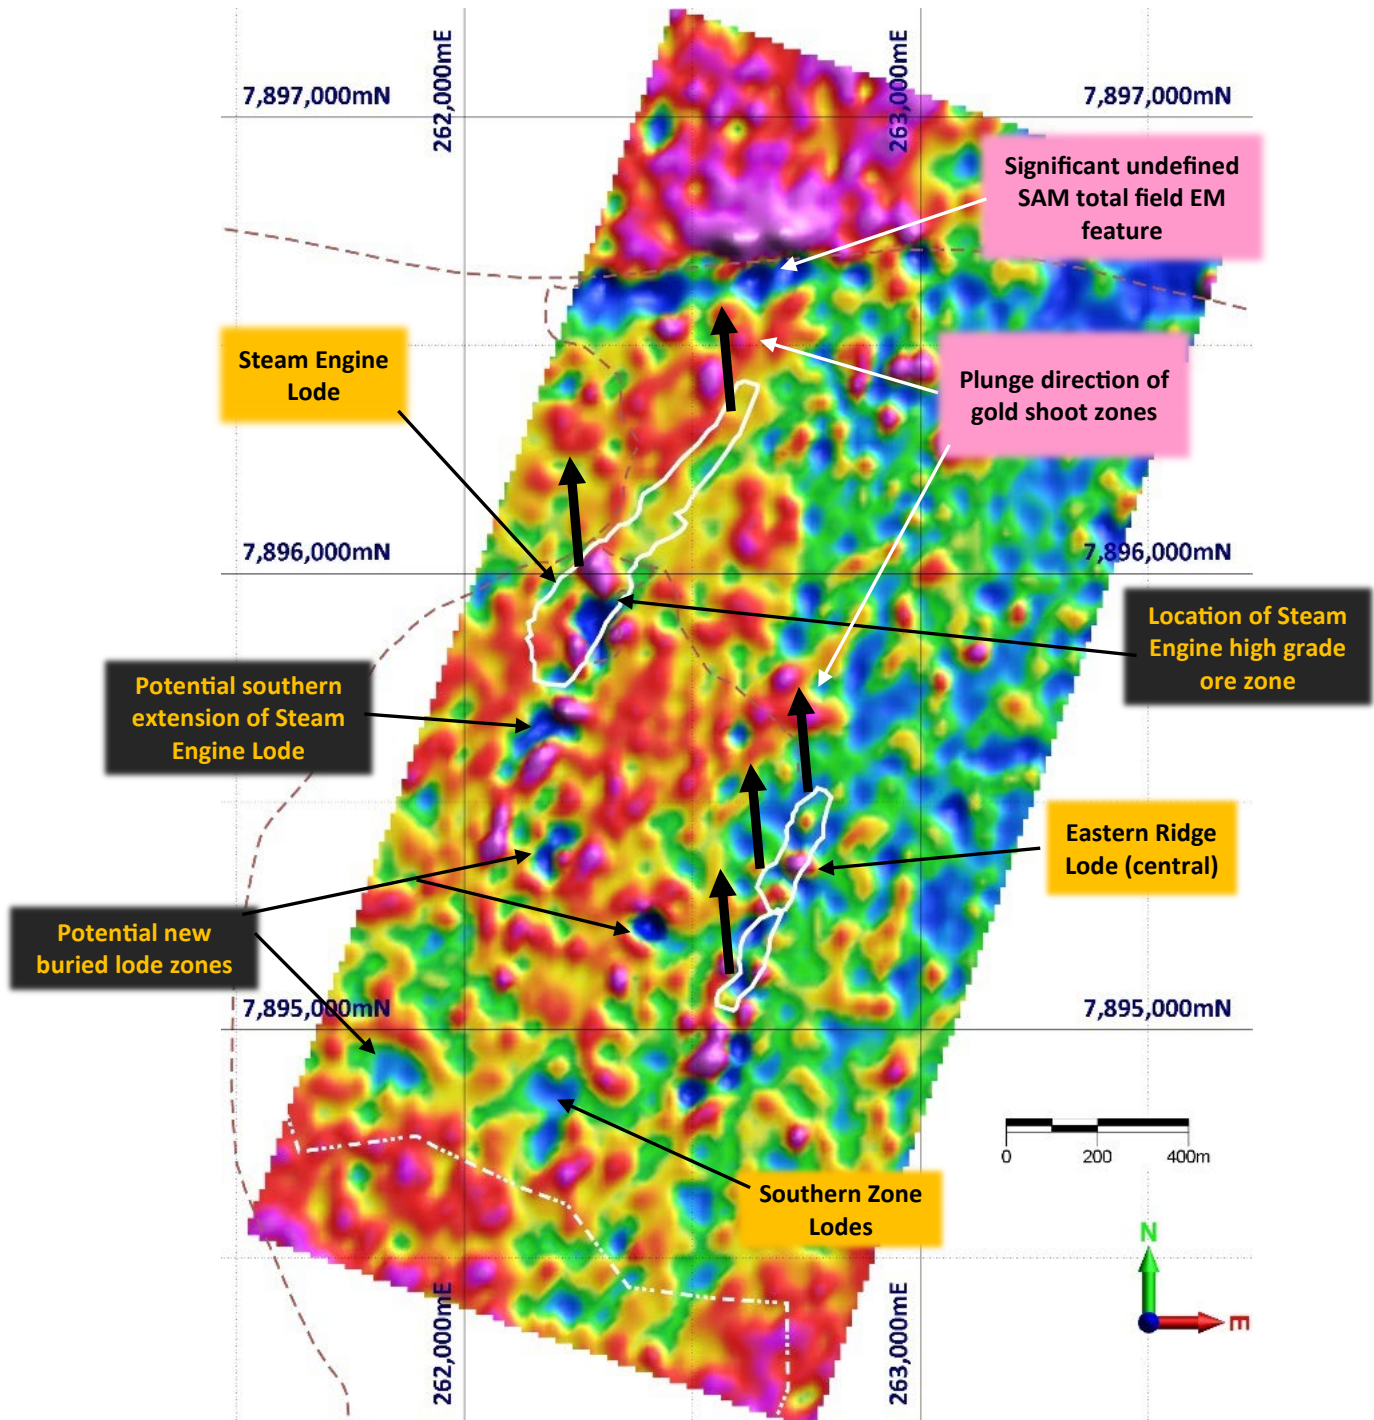 262,000mE
263,000mE
7,897,000mN
7,897,000mN
Significant undefined
SAM total field EM
feature
Steam Engine
Lode
Plunge direction of
gold shoot zones
7,896,000mN
7,896,000mN
Location of Steam
Engine high grade
ore zone
Potential southern
extension of Steam
Engine Lode
Eastern Ridge
Lode (central)
Potential new
buried lode zones
7,895,000mN
7,895,000mN
0 200 400m
Southern Zone
Lodes
N
E
262,000mE
263,000mE